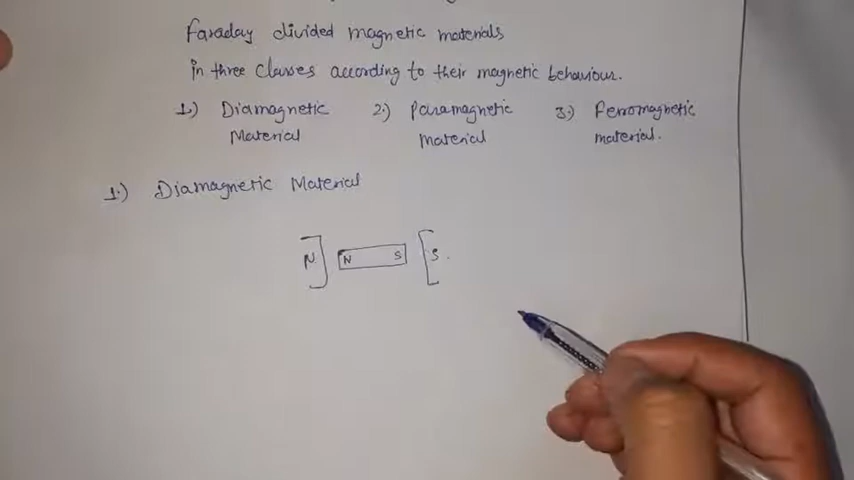 Faraday divided magnetic materials
in three classes according to their magnetic behaviour.
1.) Diamagnetic 2.) Paramagnetic 3.) Ferromagnetic
Material material material.
1.) Diamagnetic Material
N N S S